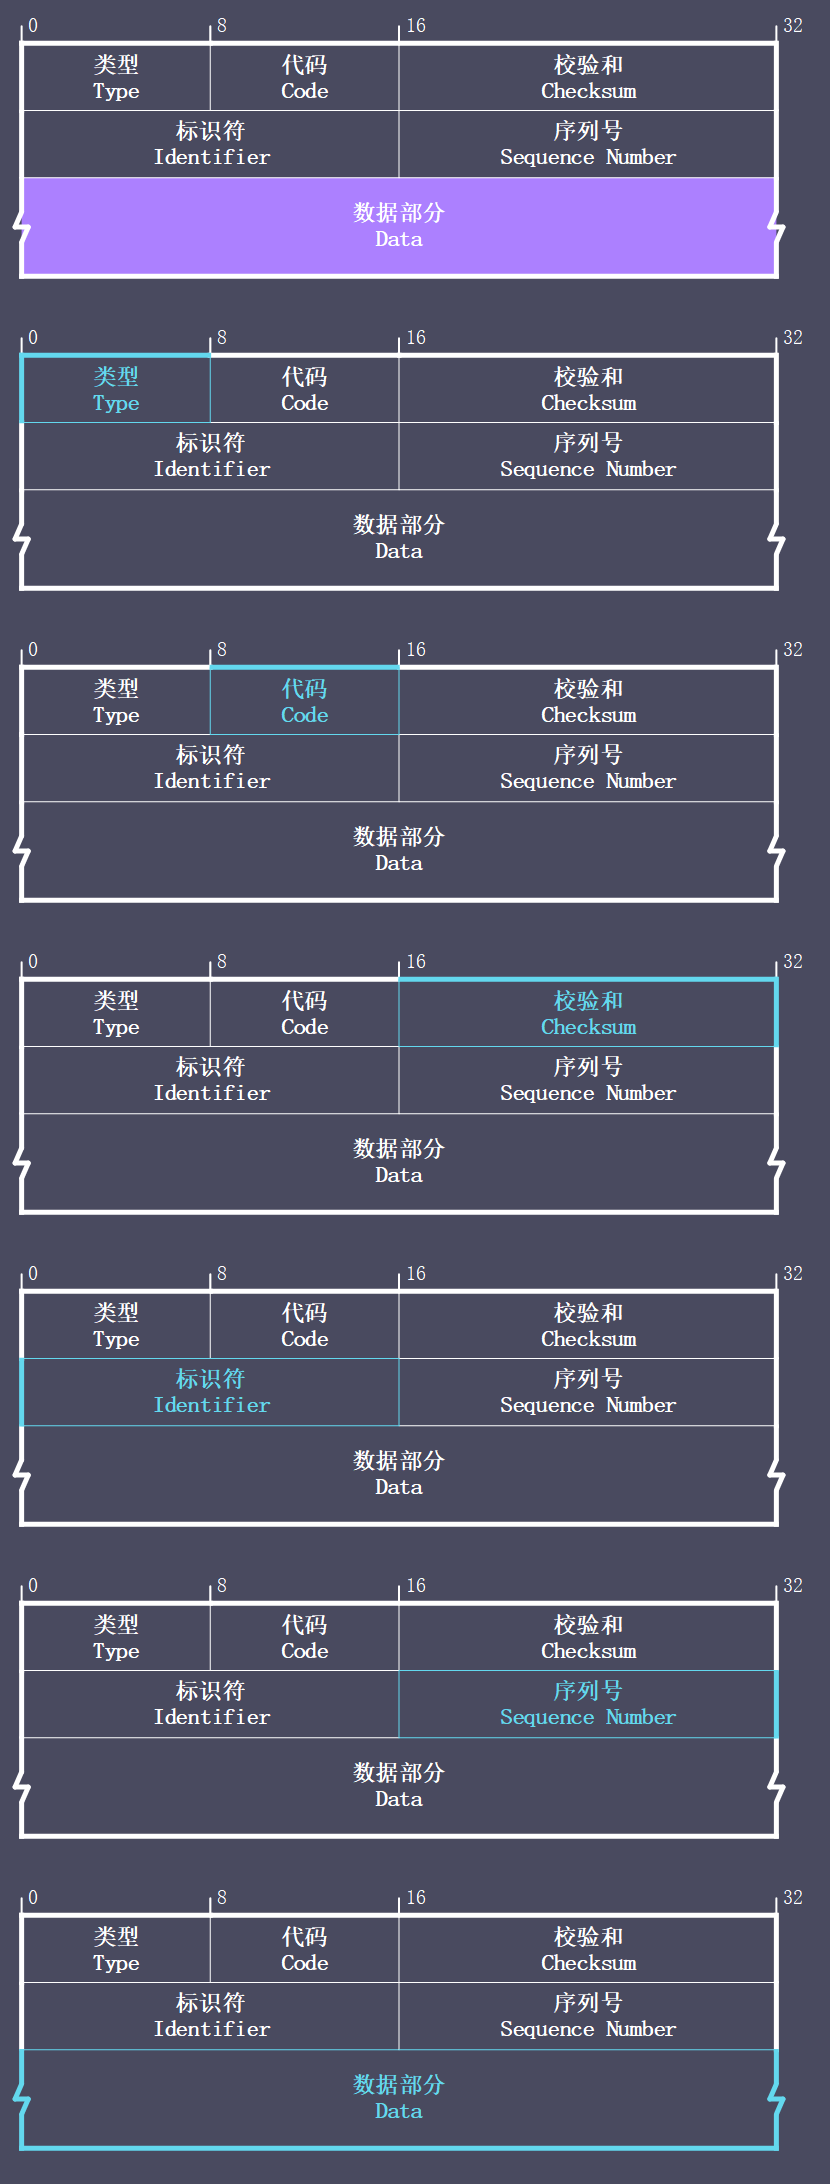 0 8 16 32
类型 代码 校验和
Type Code Checksum
标识符 序列号
Identifier Sequence Number
数据部分
Data
0 8 16 32
类型 代码 校验和
Type Code Checksum
标识符 序列号
Identifier Sequence Number
数据部分
Data
0 8 16 32
类型 代码 校验和
Type Code Checksum
标识符 序列号
Identifier Sequence Number
数据部分
Data
0 8 16 32
类型 代码 校验和
Type Code Checksum
标识符 序列号
Identifier Sequence Number
数据部分
Data
0 8 16 32
类型 代码 校验和
Type Code Checksum
标识符 序列号
Identifier Sequence Number
数据部分
Data
0 8 16 32
类型 代码 校验和
Type Code Checksum
标识符 序列号
Identifier Sequence Number
数据部分
Data
0 8 16 32
类型 代码 校验和
Type Code Checksum
标识符 序列号
Identifier Sequence Number
数据部分
Data